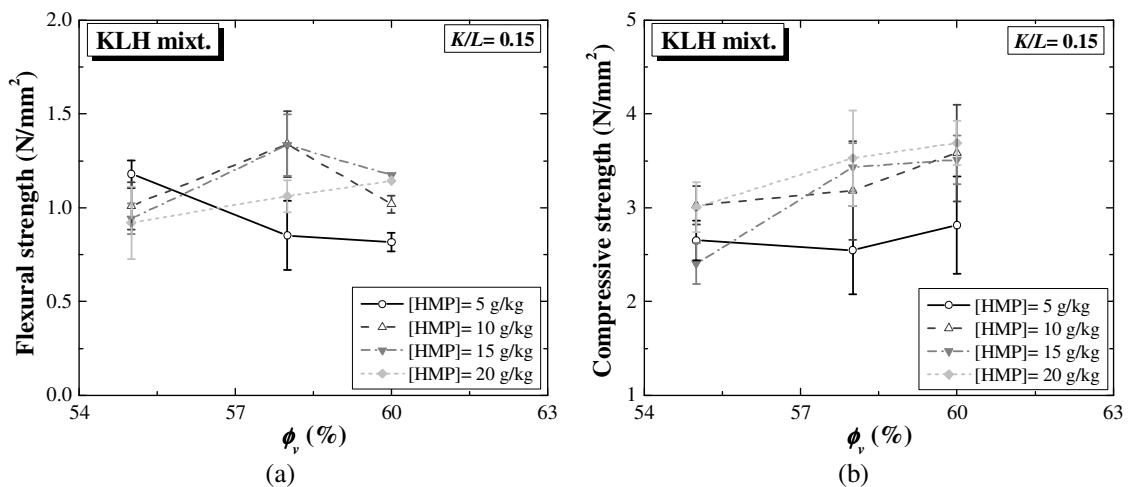 KLH mixt.
K/L= 0.15
Flexural strength (N/mm²)
2.0
1.5
1.0
0.5
0.0
[HMP]= 5 g/kg
[HMP]= 10 g/kg
[HMP]= 15 g/kg
[HMP]= 20 g/kg
54
57
60
63
ϕv (%)
(a)
KLH mixt.
K/L= 0.15
Compressive strength (N/mm²)
5
4
3
2
1
[HMP]= 5 g/kg
[HMP]= 10 g/kg
[HMP]= 15 g/kg
[HMP]= 20 g/kg
54
57
60
63
ϕv (%)
(b)